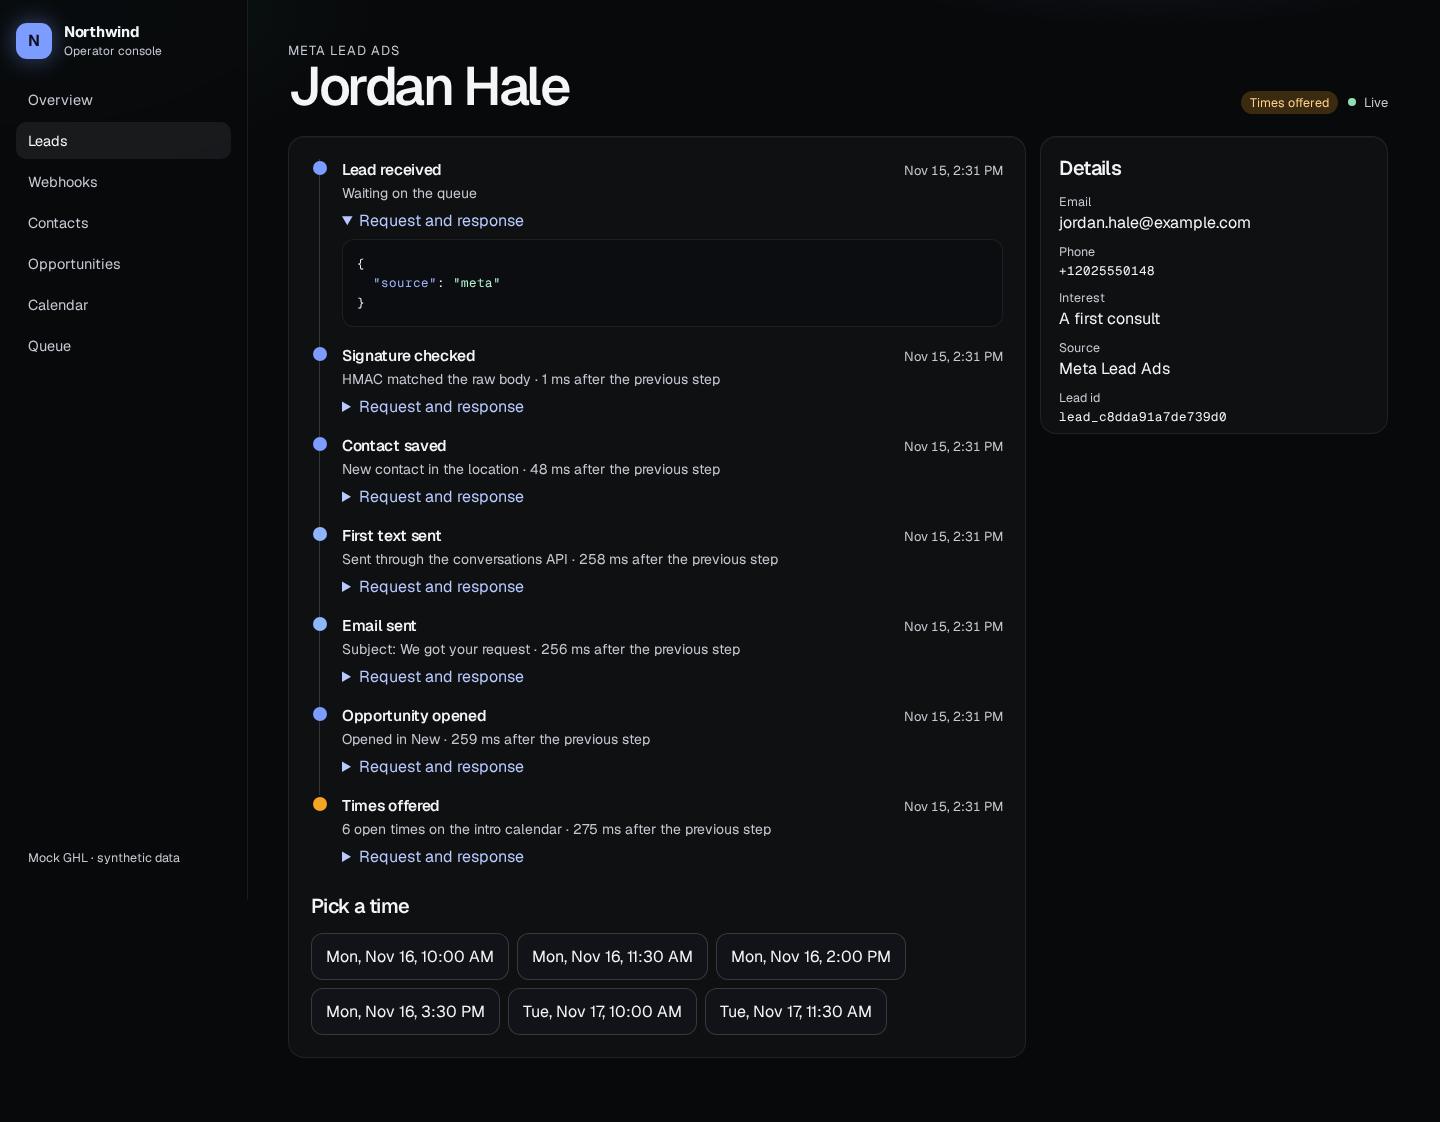 N
Northwind
Operator console
Overview
Leads
Webhooks
Contacts
Opportunities
Calendar
Queue
Mock GHL · synthetic data
META LEAD ADS
Jordan Hale
Times offered
Live
Lead received
Nov 15, 2:31 PM
Waiting on the queue
▼ Request and response
{
"source": "meta"
}
Signature checked
Nov 15, 2:31 PM
HMAC matched the raw body · 1 ms after the previous step
▶ Request and response
Contact saved
Nov 15, 2:31 PM
New contact in the location · 48 ms after the previous step
▶ Request and response
First text sent
Nov 15, 2:31 PM
Sent through the conversations API · 258 ms after the previous step
▶ Request and response
Email sent
Nov 15, 2:31 PM
Subject: We got your request · 256 ms after the previous step
▶ Request and response
Opportunity opened
Nov 15, 2:31 PM
Opened in New · 259 ms after the previous step
▶ Request and response
Times offered
Nov 15, 2:31 PM
6 open times on the intro calendar · 275 ms after the previous step
▶ Request and response
Pick a time
Mon, Nov 16, 10:00 AM
Mon, Nov 16, 11:30 AM
Mon, Nov 16, 2:00 PM
Mon, Nov 16, 3:30 PM
Tue, Nov 17, 10:00 AM
Tue, Nov 17, 11:30 AM
Details
Email
jordan.hale@example.com
Phone
+12025550148
Interest
A first consult
Source
Meta Lead Ads
Lead id
lead_c8dda91a7de739d0